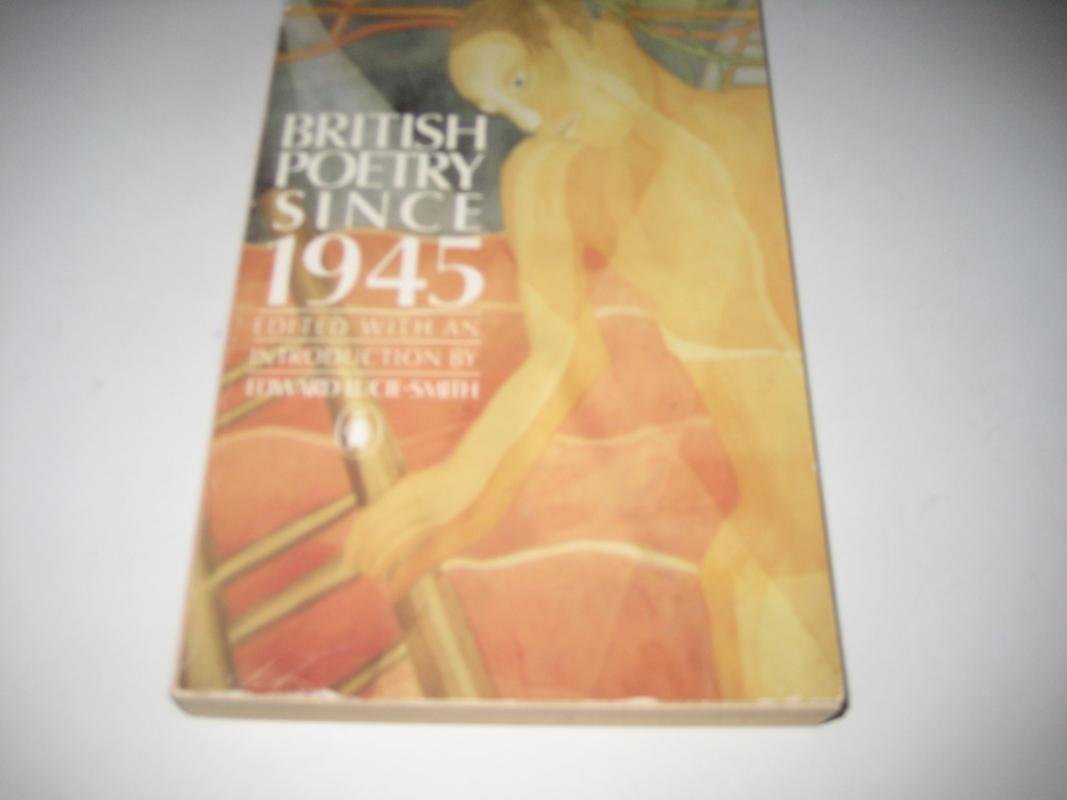 BRITISH
POETRY
SINCE
1945
EDITED WITH AN
INTRODUCTION BY
EDWARD LUCIE-SMITH